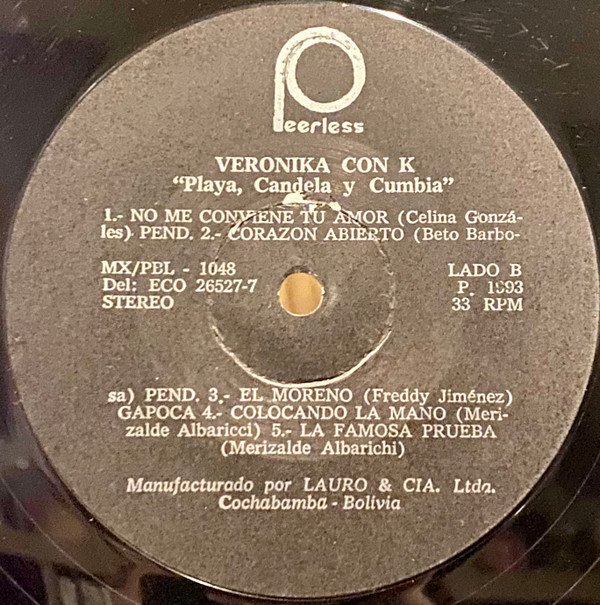 Peerless
VERONIKA CON K
"Playa, Candela y Cumbia"
1.- NO ME CONVIENE TU AMOR (Celina Gonzá-
les) PEND. 2.- CORAZON ABIERTO (Beto Barbo-
MX/PBL - 1048
Del: ECO 26527-7
STEREO
LADO B
P. 1993
33 RPM
sa) PEND. 3.- EL MORENO (Freddy Jiménez)
GAPOCA 4.- COLOCANDO LA MANO (Meri-
zalde Albaricci) 5.- LA FAMOSA PRUEBA
(Merizalde Albarichi)
Manufacturado por LAURO & CIA. Ltda.
Cochabamba - Bolivia